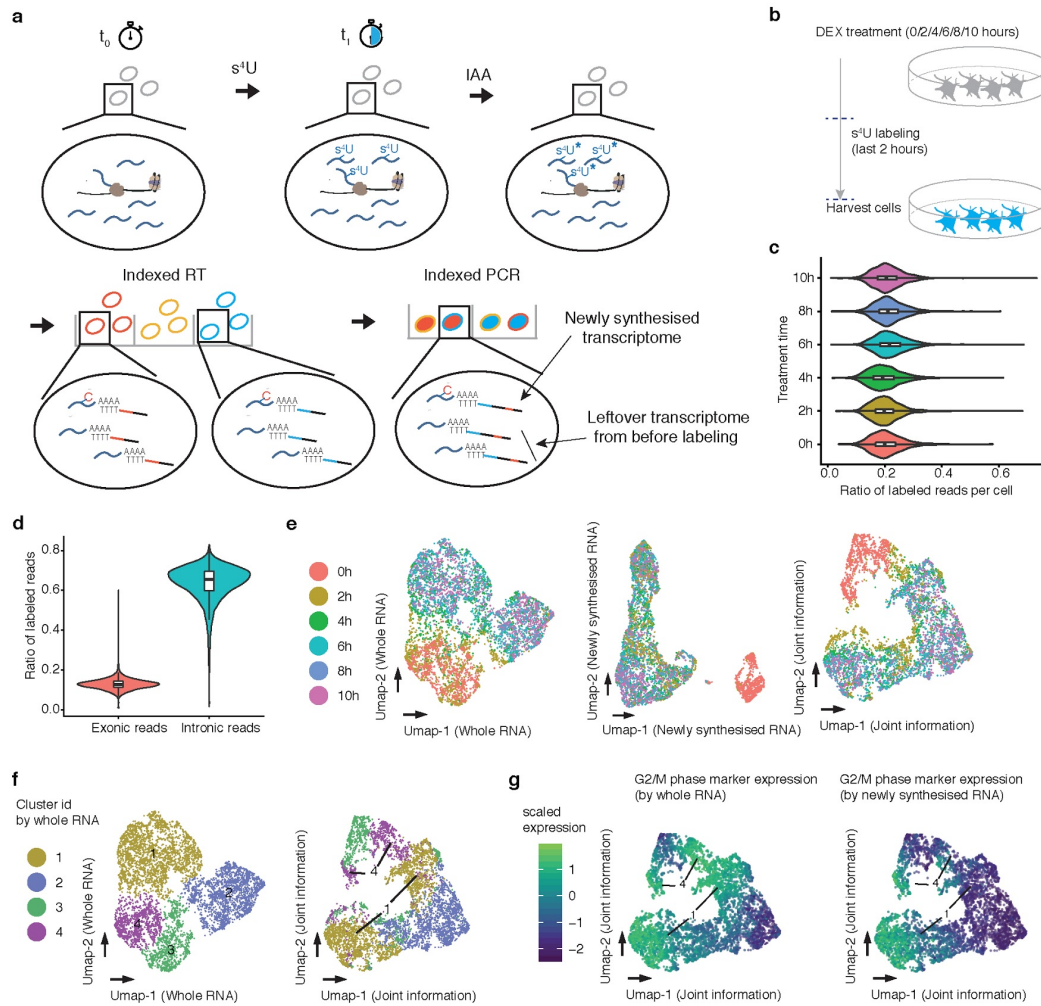 a
t0
s4U
tI
IAA
s4U
s4U
s4U
s4U*
s4U*
s4U*
Indexed RT
Indexed PCR
Newly synthesised
transcriptome
Leftover transcriptome
from before labeling
C
AAAA
TTTT
AAAA
TTTT
AAAA
TTTT
C
AAAA
TTTT
AAAA
TTTT
AAAA
TTTT
C
AAAA
TTTT
AAAA
TTTT
AAAA
TTTT
b
DEX treatment (0/2/4/6/8/10 hours)
s4U labeling
(last 2 hours)
Harvest cells
c
Treatment time
10h
8h
6h
4h
2h
0h
0.0 0.2 0.4 0.6
Ratio of labeled reads per cell
d
Ratio of labeled reads
0.8
0.6
0.4
0.2
0.0
Exonic reads Intronic reads
e
0h
2h
4h
6h
8h
10h
Umap-2 (Whole RNA)
Umap-1 (Whole RNA)
Umap-2 (Newly synthesised RNA)
Umap-1 (Newly synthesised RNA)
Umap-2 (Joint information)
Umap-1 (Joint information)
f
Cluster id
by whole RNA
1
2
3
4
Umap-2 (Whole RNA)
1
2
4
3
Umap-1 (Whole RNA)
Umap-2 (Joint information)
4
1
Umap-1 (Joint information)
g
scaled
expression
1
0
−1
−2
G2/M phase marker expression
(by whole RNA)
Umap-2 (Joint information)
4
1
Umap-1 (Joint information)
G2/M phase marker expression
(by newly synthesised RNA)
Umap-2 (Joint information)
4
1
Umap-1 (Joint information)